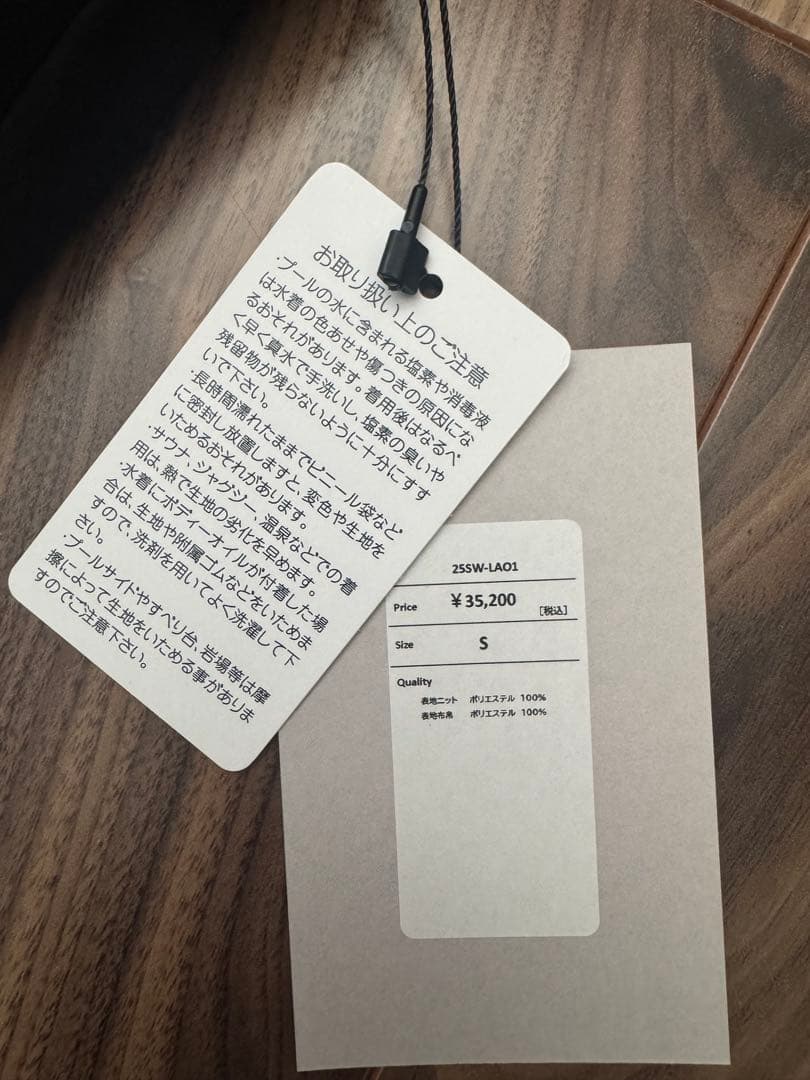 お取り扱い上のご注意
・プールの水に含まれる塩素や消毒液
は水着の色あせや傷つきの原因にな
るおそれがあります。着用後はなるべ
く早く真水で手洗いし、塩素の臭いや
残留物が残らないように十分にすす
いで下さい。
・長時間濡れたままでビニール袋など
に密封し放置しますと、変色や生地を
いためるおそれがあります。
・サウナ、ジャグジー、温泉などでの着
用は、熱で生地の劣化を早めます。
・水着にボディーオイルが付着した場
合は、生地や附属ゴムなどをいためま
すので、洗剤を用いてよく洗濯して下
さい。
・プールサイドやすべり台、岩場等は摩
擦によって生地をいためる事がありま
すのでご注意下さい。
25SW-LAO1
Price ¥35,200 [税込]
Size S
Quality
表地ニット ポリエステル 100%
表地布帛 ポリエステル 100%